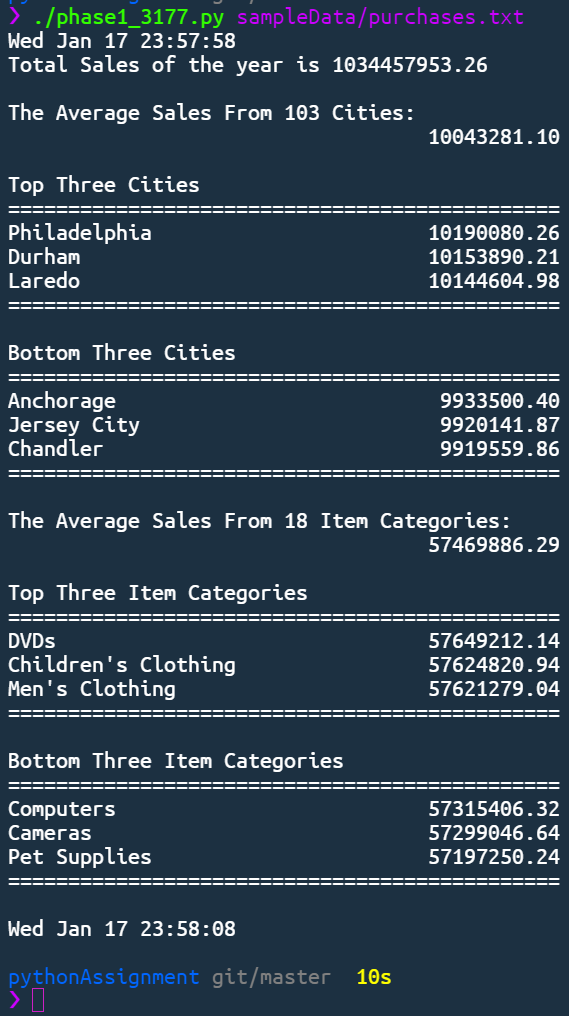 ❯ ./phase1_3177.py sampleData/purchases.txt
Wed Jan 17 23:57:58
Total Sales of the year is 1034457953.26
The Average Sales From 103 Cities:
10043281.10
Top Three Cities
==============================================
Philadelphia 10190080.26
Durham 10153890.21
Laredo 10144604.98
==============================================
Bottom Three Cities
==============================================
Anchorage 9933500.40
Jersey City 9920141.87
Chandler 9919559.86
==============================================
The Average Sales From 18 Item Categories:
57469886.29
Top Three Item Categories
==============================================
DVDs 57649212.14
Children's Clothing 57624820.94
Men's Clothing 57621279.04
==============================================
Bottom Three Item Categories
==============================================
Computers 57315406.32
Cameras 57299046.64
Pet Supplies 57197250.24
==============================================
Wed Jan 17 23:58:08
pythonAssignment git/master 10s
❯